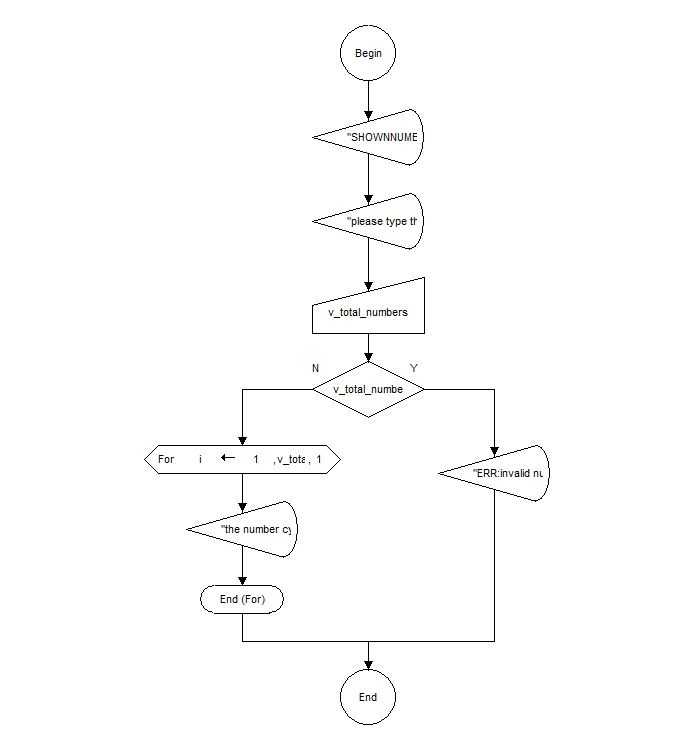 Begin
"SHOWNNUME
"please type th
v_total_numbers
N
Y
v_total_numbe
For i ← 1 ,v_tota, 1
"ERR:invalid nu
"the number cy
End (For)
End